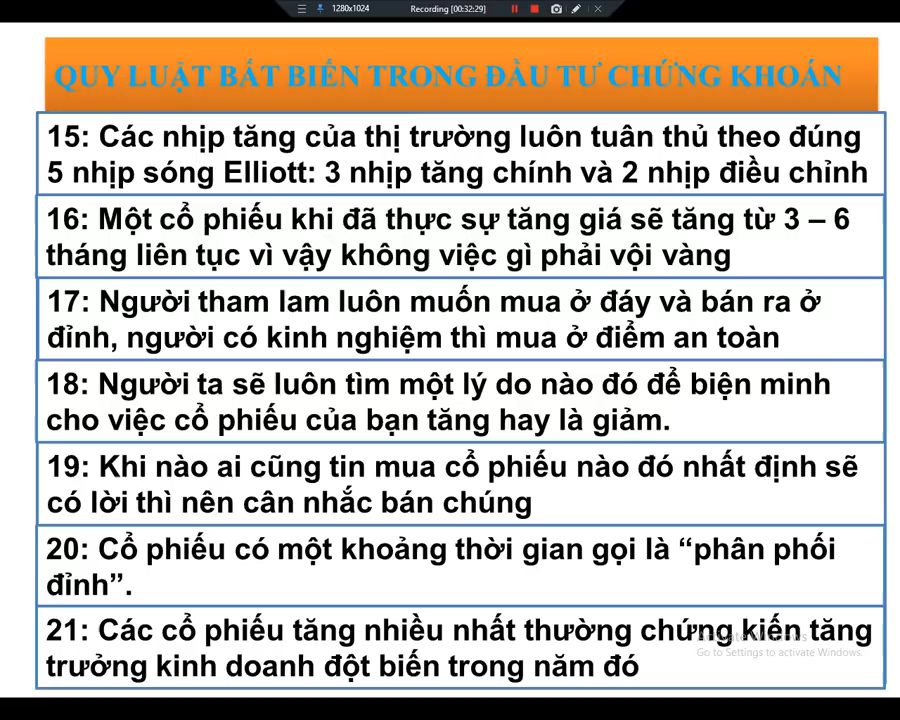 1280x1024
Recording [00:32:29]
QUY LUẬT BẤT BIẾN TRONG ĐẦU TƯ CHỨNG KHOÁN
15: Các nhịp tăng của thị trường luôn tuân thủ theo đúng
5 nhịp sóng Elliott: 3 nhịp tăng chính và 2 nhịp điều chỉnh
16: Một cổ phiếu khi đã thực sự tăng giá sẽ tăng từ 3 – 6
tháng liên tục vì vậy không việc gì phải vội vàng
17: Người tham lam luôn muốn mua ở đáy và bán ra ở
đỉnh, người có kinh nghiệm thì mua ở điểm an toàn
18: Người ta sẽ luôn tìm một lý do nào đó để biện minh
cho việc cổ phiếu của bạn tăng hay là giảm.
19: Khi nào ai cũng tin mua cổ phiếu nào đó nhất định sẽ
có lời thì nên cân nhắc bán chúng
20: Cổ phiếu có một khoảng thời gian gọi là “phân phối
đỉnh”.
21: Các cổ phiếu tăng nhiều nhất thường chứng kiến tăng
trưởng kinh doanh đột biến trong năm đó
Activate Windows
Go to Settings to activate Windows.